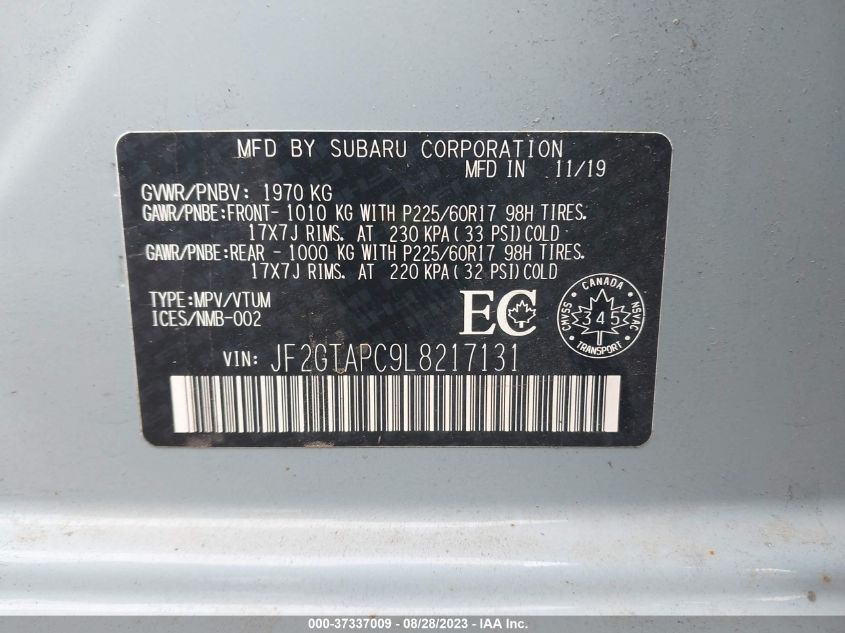 MFD BY SUBARU CORPORATION
MFD IN 11/19
GVWR/PNBV: 1970 KG
GAWR/PNBE:FRONT- 1010 KG WITH P225/60R17 98H TIRES.
17X7J RIMS. AT 230 KPA(33 PSI)COLD
GAWR/PNBE:REAR - 1000 KG WITH P225/60R17 98H TIRES.
17X7J RIMS. AT 220 KPA(32 PSI)COLD
TYPE:MPV/VTUM
ICES/NMB-002
EC
CANADA
CMVSS
345
NSVAC
TRANSPORT
VIN: JF2GTAPC9L8217131
000-37337009 - 08/28/2023 - IAA Inc.